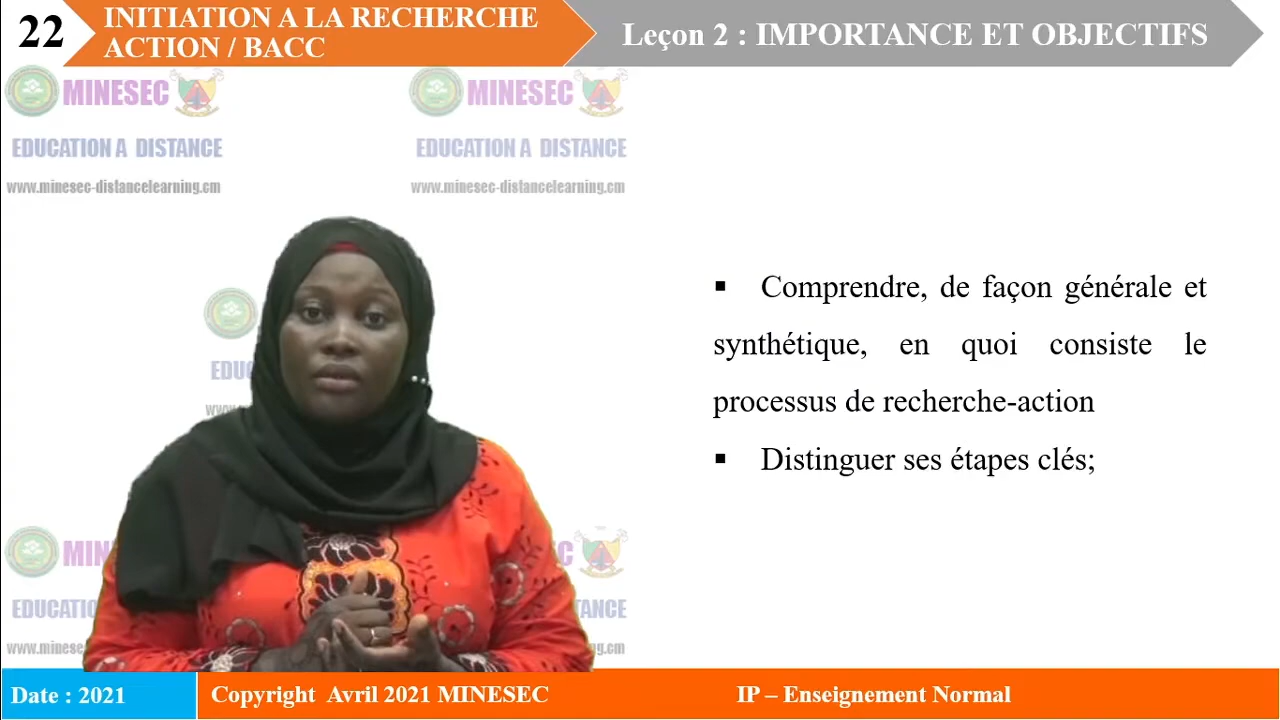 22
INITIATION A LA RECHERCHE
ACTION / BACC
Leçon 2 : IMPORTANCE ET OBJECTIFS
MINESEC
EDUCATION A DISTANCE
www.minesec-distancelearning.cm
MINESEC
EDUCATION A DISTANCE
www.minesec-distancelearning.cm
▪ Comprendre, de façon générale et
synthétique, en quoi consiste le
processus de recherche-action
▪ Distinguer ses étapes clés;
Date : 2021
Copyright Avril 2021 MINESEC
IP – Enseignement Normal